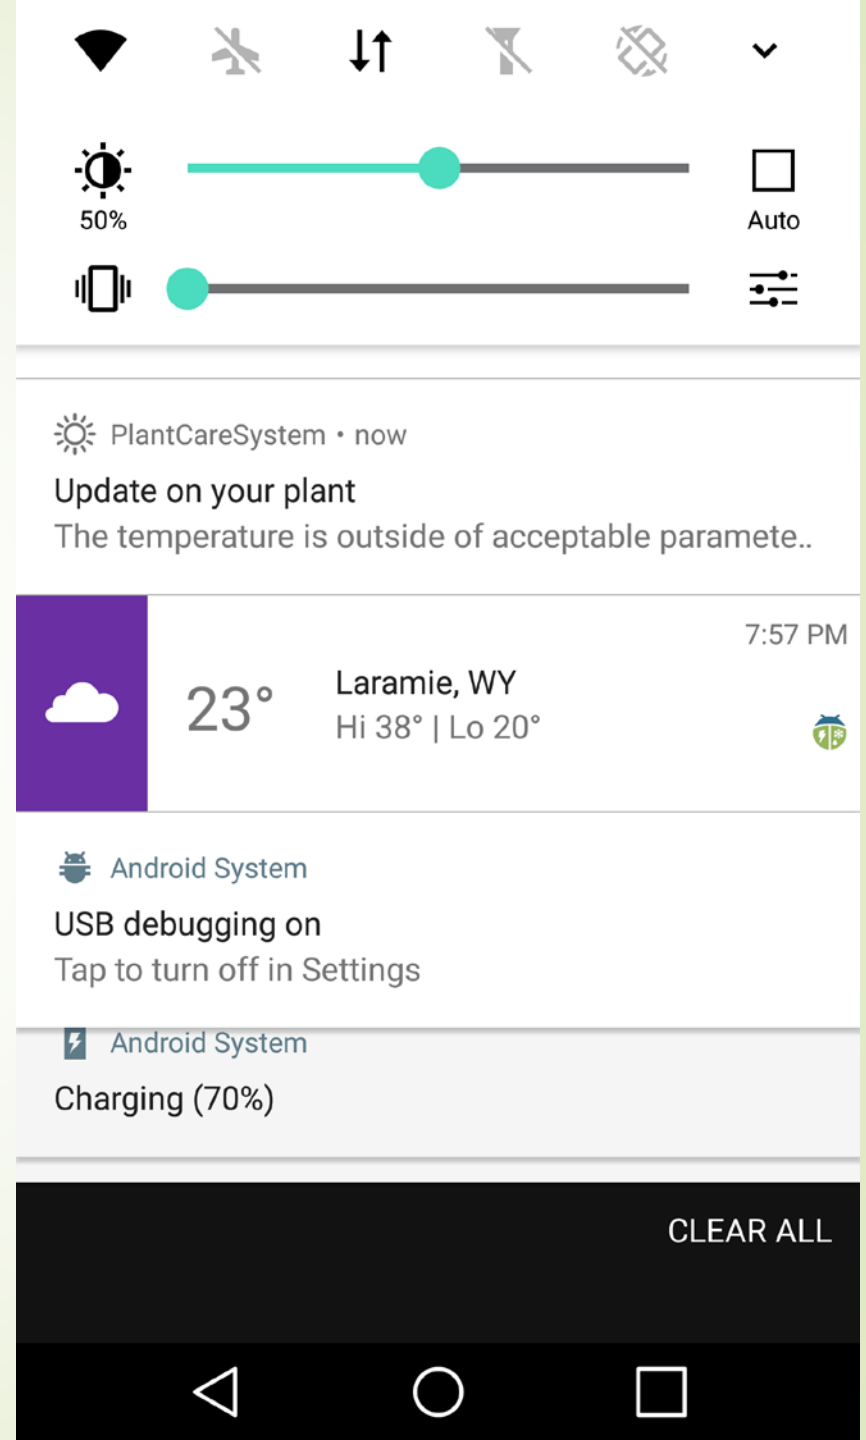 50%
Auto
PlantCareSystem • now
Update on your plant
The temperature is outside of acceptable paramete..
7:57 PM
23°
Laramie, WY
Hi 38° | Lo 20°
Android System
USB debugging on
Tap to turn off in Settings
Android System
Charging (70%)
CLEAR ALL